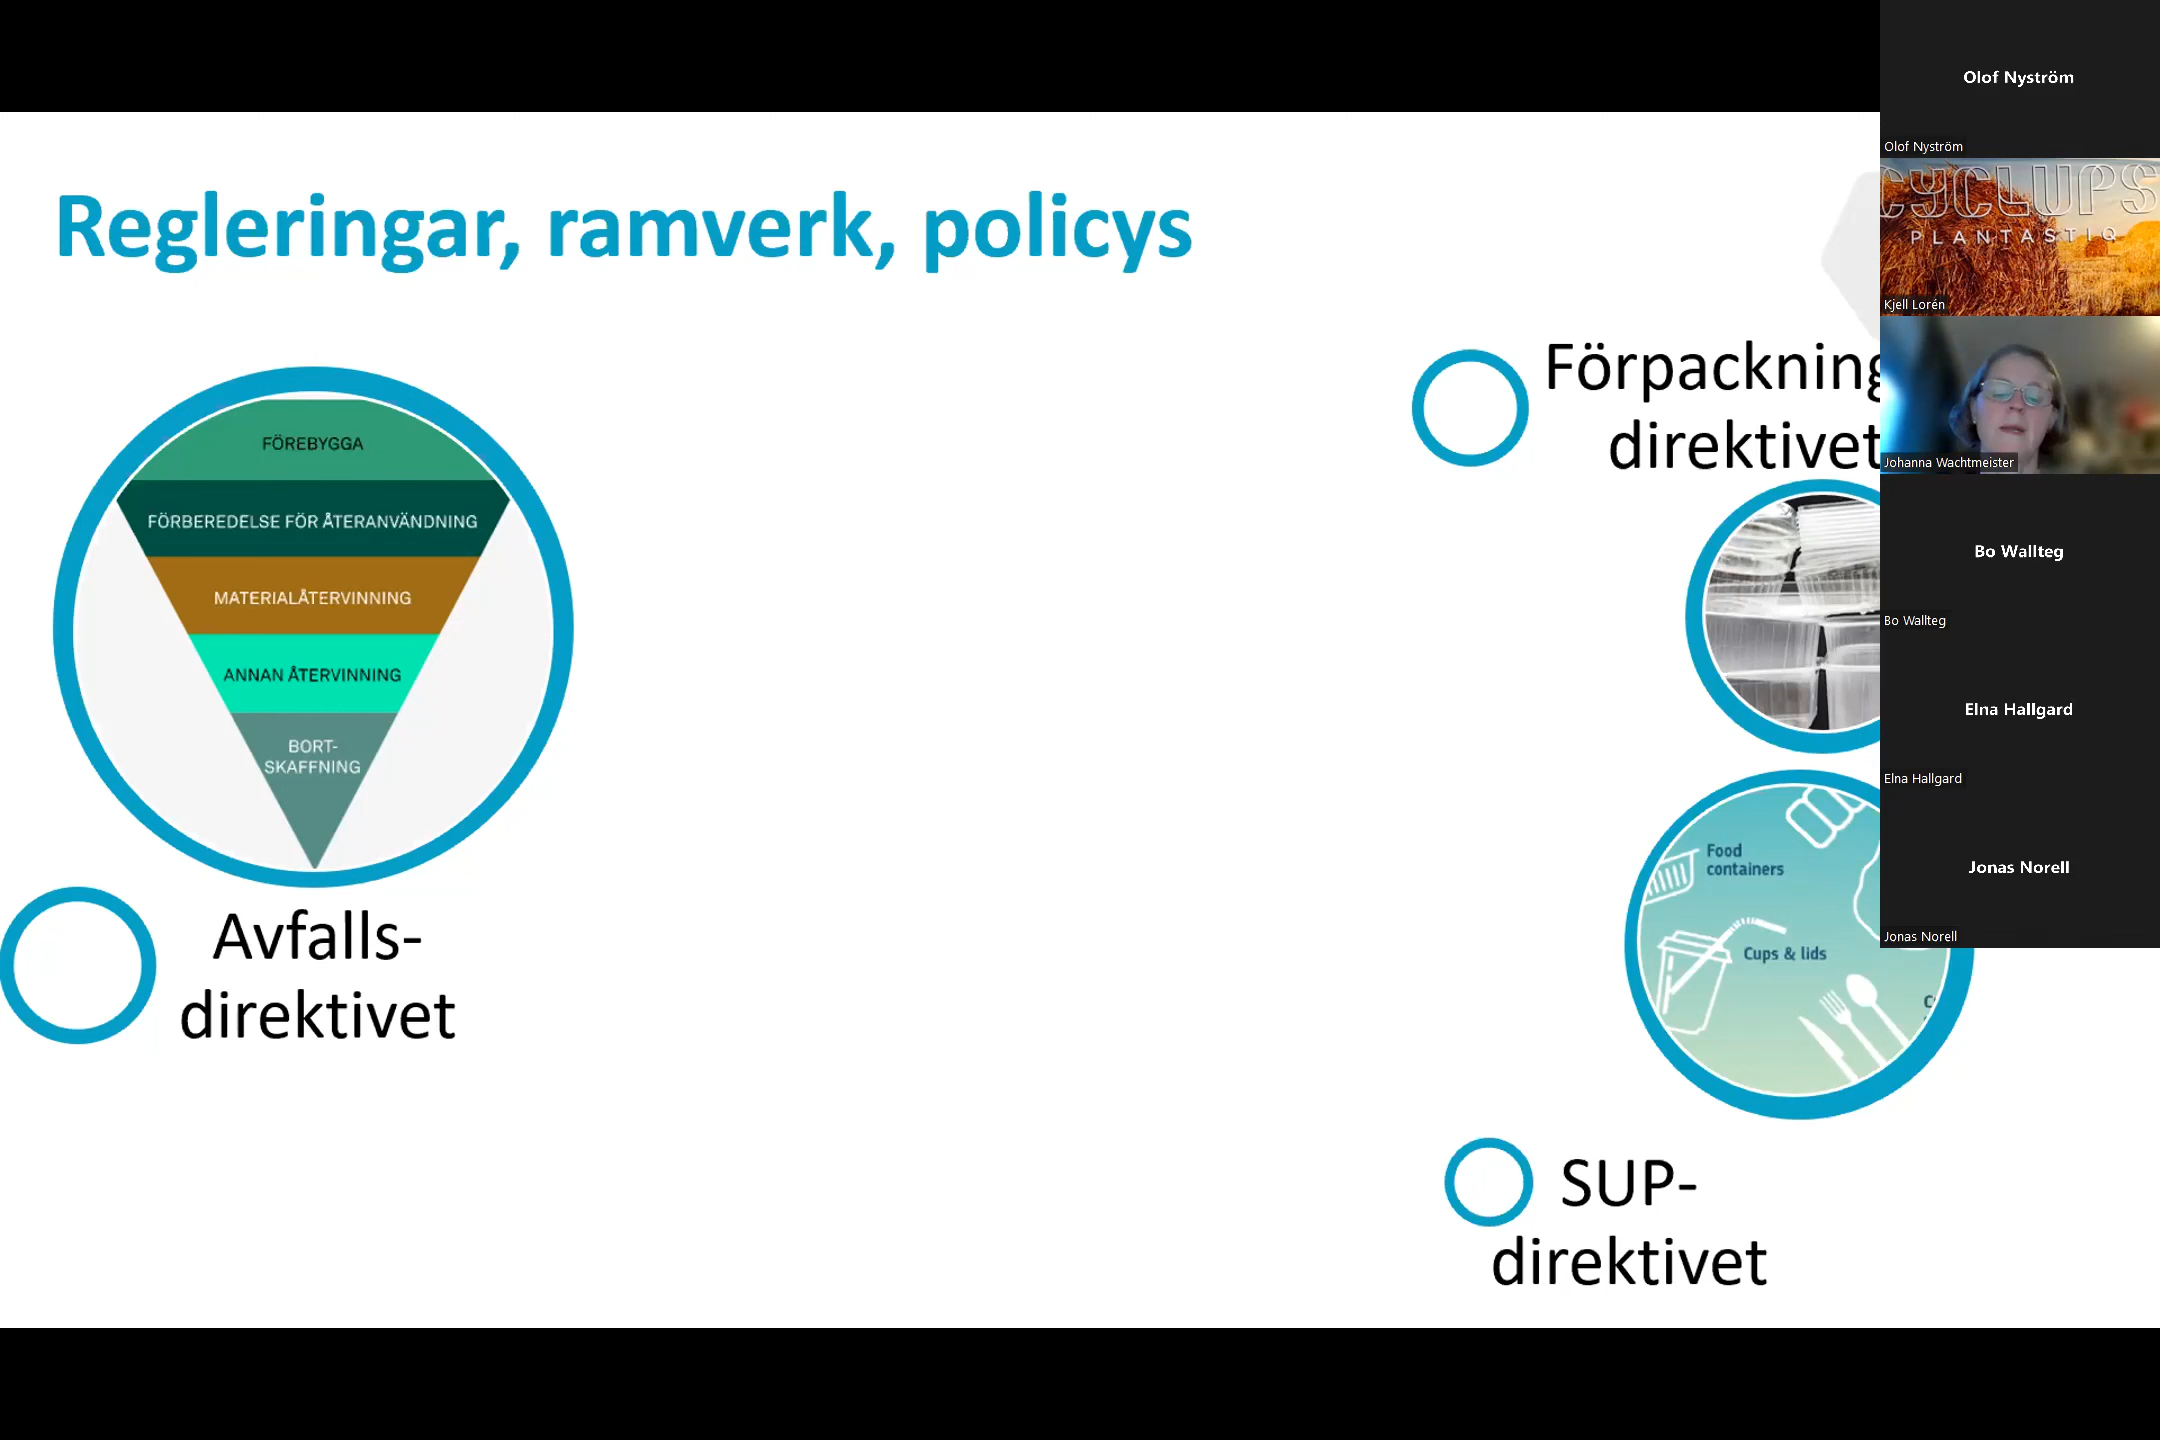 Regleringar, ramverk, policys
FÖREBYGGA
FÖRBEREDELSE FÖR ÅTERANVÄNDNING
MATERIALÅTERVINNING
ANNAN ÅTERVINNING
BORT-
SKAFFNING
Avfalls-
direktivet
Förpackning
direktivet
Food
containers
Cups & lids
SUP-
direktivet
Olof Nyström
Olof Nyström
CYCLUPS
PLANTASTIQ
Kjell Lorén
Johanna Wachtmeister
Bo Wallteg
Bo Wallteg
Elna Hallgard
Elna Hallgard
Jonas Norell
Jonas Norell